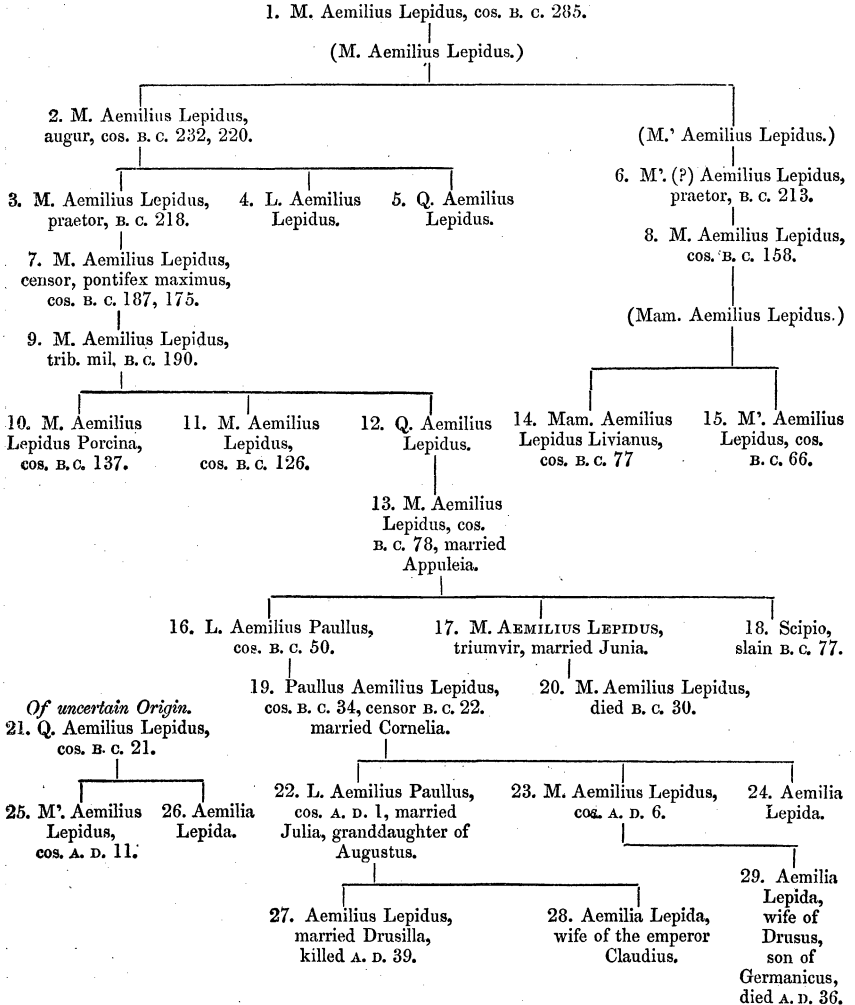 1. M. Aemilius Lepidus, cos. B. C. 285.
(M. Aemilius Lepidus.)
2. M. Aemilius Lepidus,
augur, cos. B. C. 232, 220.
(M.' Aemilius Lepidus.)
3. M. Aemilius Lepidus,
praetor, B. C. 218.
4. L. Aemilius
Lepidus.
5. Q. Aemilius
Lepidus.
6. M'. (?) Aemilius Lepidus,
praetor, B. C. 213.
7. M. Aemilius Lepidus,
censor, pontifex maximus,
cos. B. C. 187, 175.
8. M. Aemilius Lepidus,
cos. B. C. 158.
9. M. Aemilius Lepidus,
trib. mil. B. C. 190.
(Mam. Aemilius Lepidus.)
10. M. Aemilius
Lepidus Porcina,
cos. B. C. 137.
11. M. Aemilius
Lepidus,
cos. B. C. 126.
12. Q. Aemilius
Lepidus.
14. Mam. Aemilius
Lepidus Livianus,
cos. B. C. 77
15. M'. Aemilius
Lepidus, cos.
B. C. 66.
13. M. Aemilius
Lepidus, cos.
B. C. 78, married
Appuleia.
16. L. Aemilius Paullus,
cos. B. C. 50.
17. M. AEMILIUS LEPIDUS,
triumvir, married Junia.
18. Scipio,
slain B. C. 77.
19. Paullus Aemilius Lepidus,
cos. B. C. 34, censor B. C. 22.
married Cornelia.
20. M. Aemilius Lepidus,
died B. C. 30.
Of uncertain Origin.
21. Q. Aemilius Lepidus,
cos. B. C. 21.
22. L. Aemilius Paullus,
cos. A. D. 1, married
Julia, granddaughter of
Augustus.
23. M. Aemilius Lepidus,
cos. A. D. 6.
24. Aemilia
Lepida.
25. M'. Aemilius
Lepidus,
cos. A. D. 11.
26. Aemilia
Lepida.
27. Aemilius Lepidus,
married Drusilla,
killed A. D. 39.
28. Aemilia Lepida,
wife of the emperor
Claudius.
29. Aemilia
Lepida,
wife of
Drusus,
son of
Germanicus,
died A. D. 36.